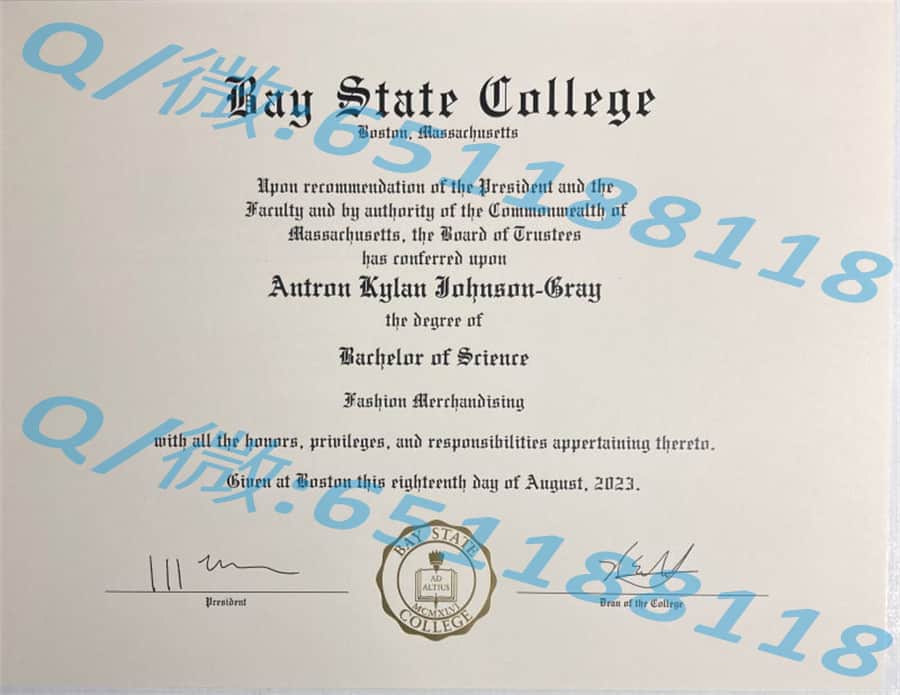 Q/微:651188118
Bay State College
Boston, Massachusetts
Upon recommendation of the President and the
Faculty and by authority of the Commonwealth of
Massachusetts, the Board of Trustees
has conferred upon
Antron Kylan Johnson-Gray
the degree of
Bachelor of Science
Fashion Merchandising
Q/微:651188118
with all the honors, privileges, and responsibilities appertaining thereto.
Given at Boston this eighteenth day of August, 2023.
BAY STATE
AD
ALTIUS
MCMXLVI
COLLEGE
President
Dean of the College